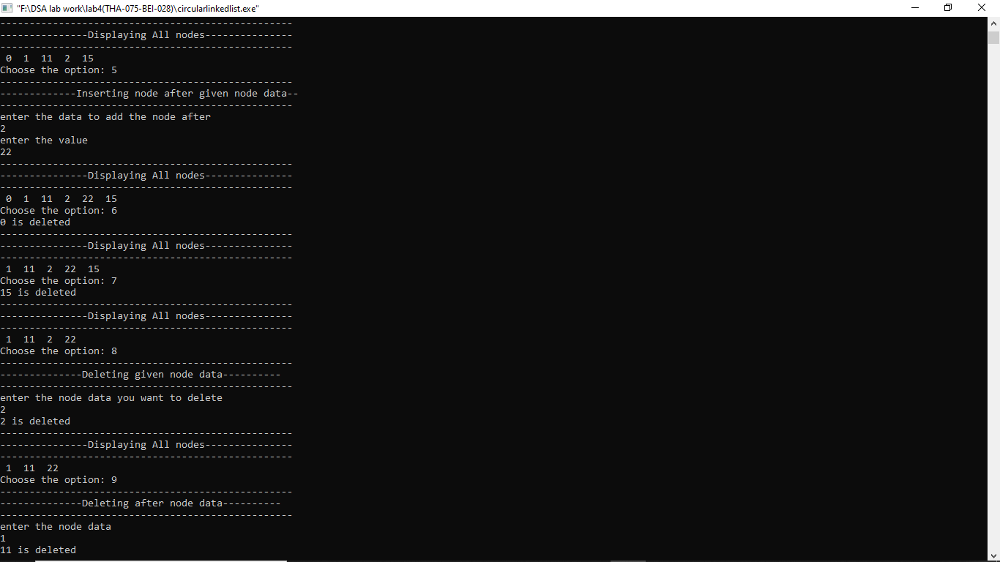 "F:\DSA lab work\lab4(THA-075-BEI-028)\circularlinkedlist.exe"
--------------------------------------------------
---------------Displaying All nodes---------------
--------------------------------------------------
 0  1  11  2  15
Choose the option: 5
--------------------------------------------------
-------------Inserting node after given node data--
--------------------------------------------------
enter the data to add the node after
2
enter the value
22
--------------------------------------------------
---------------Displaying All nodes---------------
--------------------------------------------------
 0  1  11  2  22  15
Choose the option: 6
0 is deleted
--------------------------------------------------
---------------Displaying All nodes---------------
--------------------------------------------------
 1  11  2  22  15
Choose the option: 7
15 is deleted
--------------------------------------------------
---------------Displaying All nodes---------------
--------------------------------------------------
 1  11  2  22
Choose the option: 8
--------------------------------------------------
--------------Deleting given node data----------
--------------------------------------------------
enter the node data you want to delete
2
2 is deleted
--------------------------------------------------
---------------Displaying All nodes---------------
--------------------------------------------------
 1  11  22
Choose the option: 9
--------------------------------------------------
--------------Deleting after node data----------
--------------------------------------------------
enter the node data
1
11 is deleted